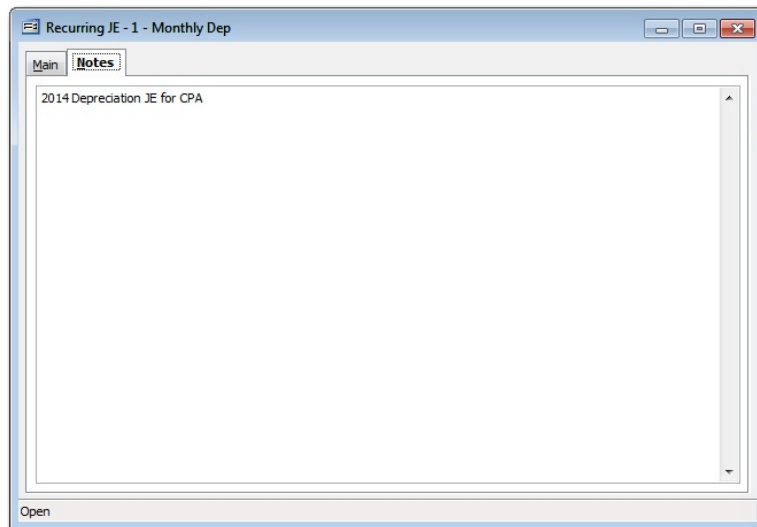 Recurring JE - 1 - Monthly Dep
Main Notes
2014 Depreciation JE for CPA
Open